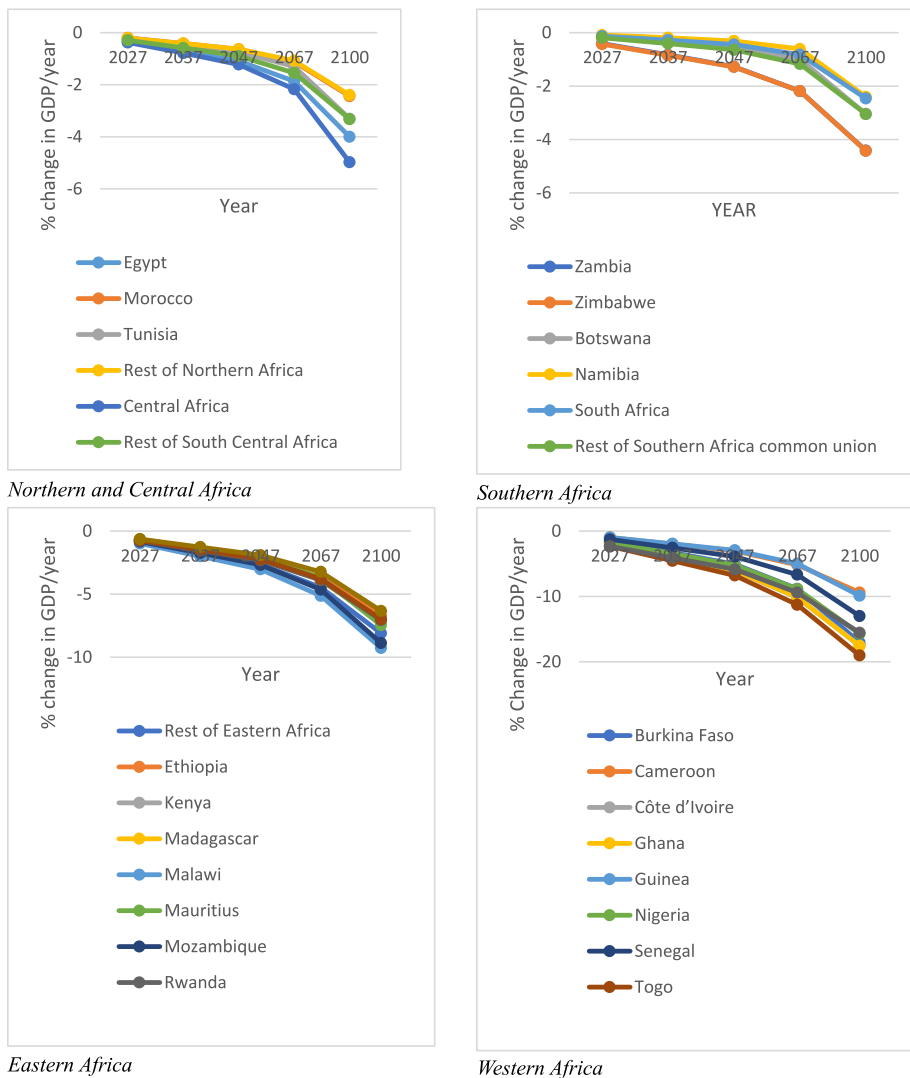 0
-2
-4
-6
2027 2037 2047 2067 2100
% change in GDP/year
Year
Egypt
Morocco
Tunisia
Rest of Northern Africa
Central Africa
Rest of South Central Africa
Northern and Central Africa
0
-2
-4
-6
2027 2037 2047 2067 2100
% change in GDP/year
YEAR
Zambia
Zimbabwe
Botswana
Namibia
South Africa
Rest of Southern Africa common union
Southern Africa
0
-5
-10
2027 2037 2047 2067 2100
% change in GDP/year
Year
Rest of Eastern Africa
Ethiopia
Kenya
Madagascar
Malawi
Mauritius
Mozambique
Rwanda
Eastern Africa
0
-10
-20
2027 2037 2047 2067 2100
% Change in GDP/year
Year
Burkina Faso
Cameroon
Côte d’Ivoire
Ghana
Guinea
Nigeria
Senegal
Togo
Western Africa